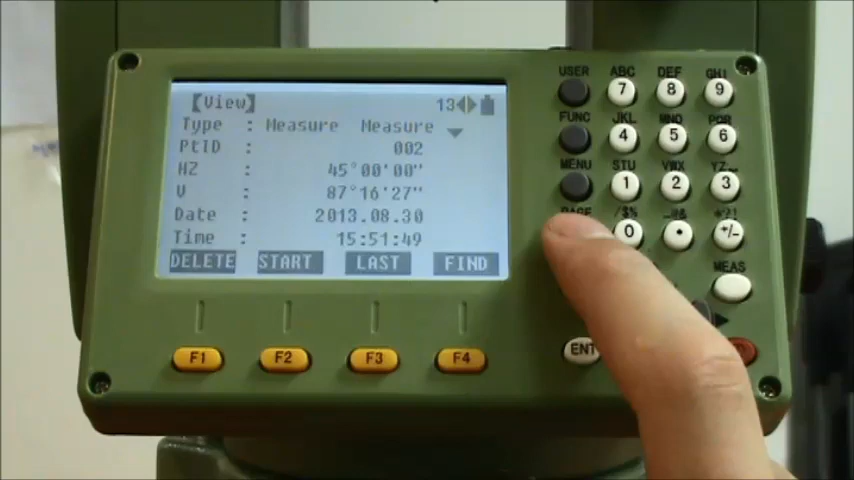 【View】 13
Type : Measure Measure
PtID : 002
HZ : 45°00'00"
V : 87°16'27"
Date : 2013.08.30
Time : 15:51:49
DELETE START LAST FIND
F1 F2 F3 F4
USER ABC DEF GHI
7 8 9
FUNC JKL MNO PQR
4 5 6
MENU STU VWX
1 2 3
PAGE /$% _@&
0 • +/-
MEAS
ENT